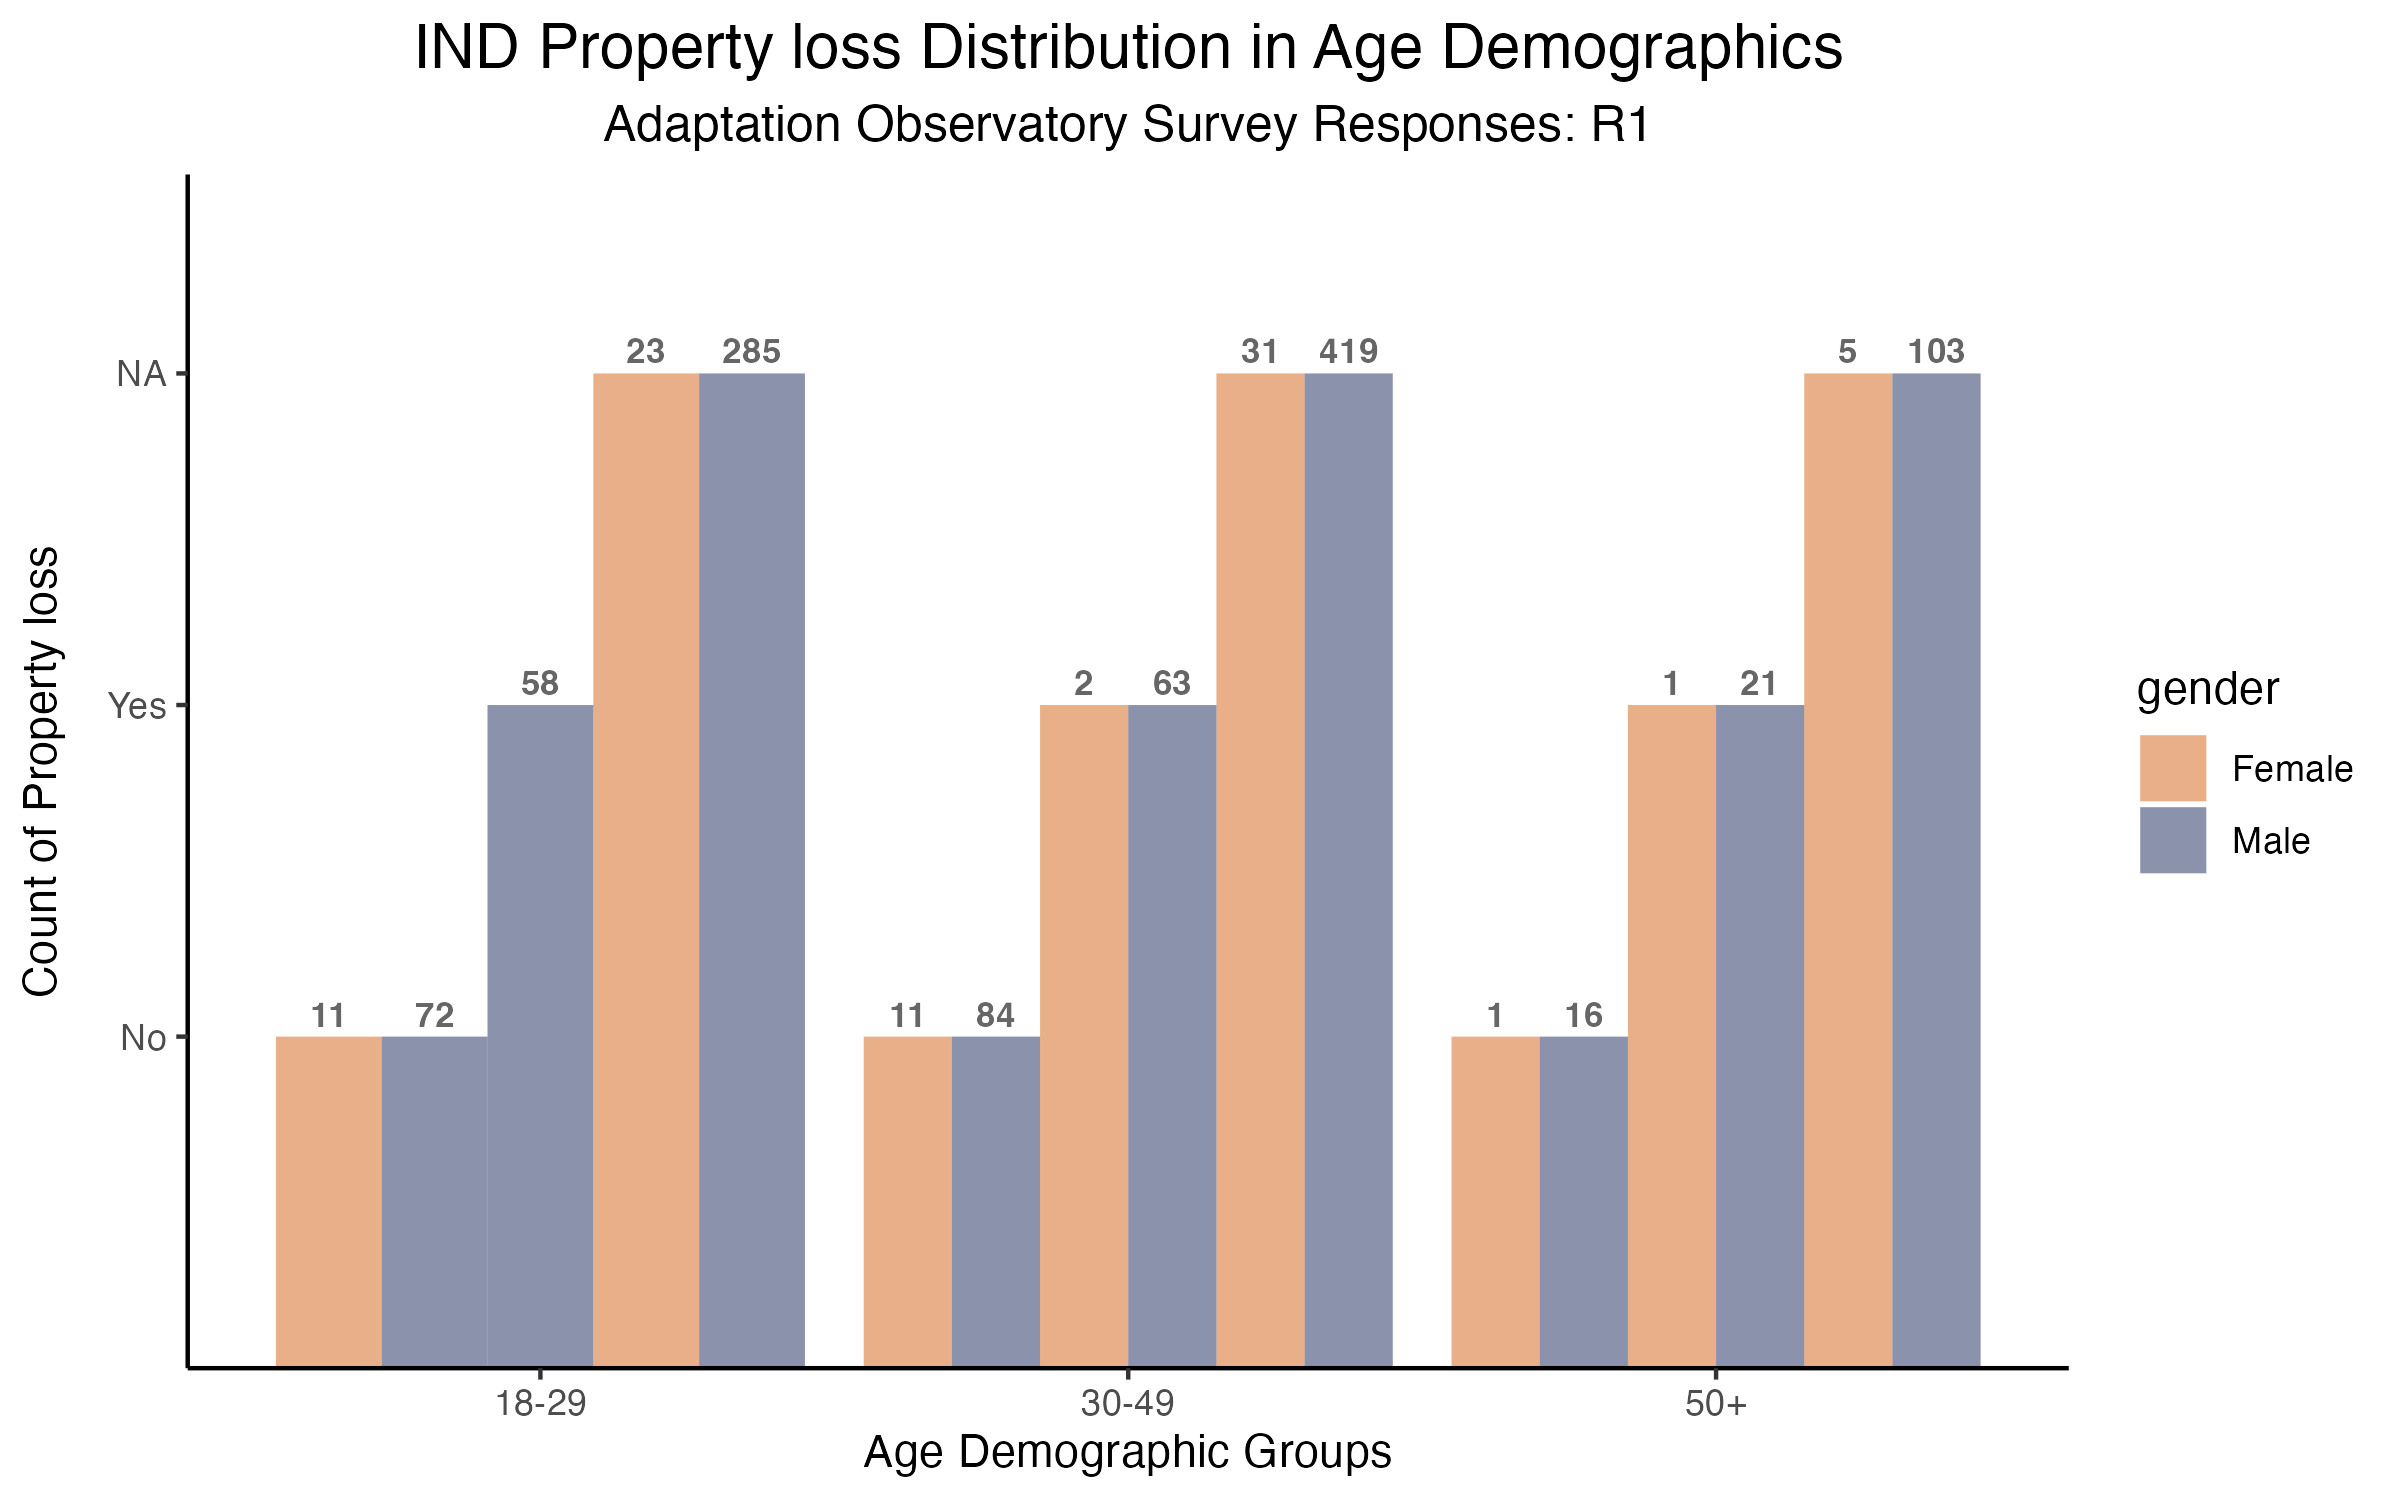 IND Property loss Distribution in Age Demographics
Adaptation Observatory Survey Responses: R1
Count of Property loss
NA
Yes
No
23 285 31 419 5 103
58 2 63 1 21
11 72 11 84 1 16
18-29 30-49 50+
Age Demographic Groups
gender
Female
Male